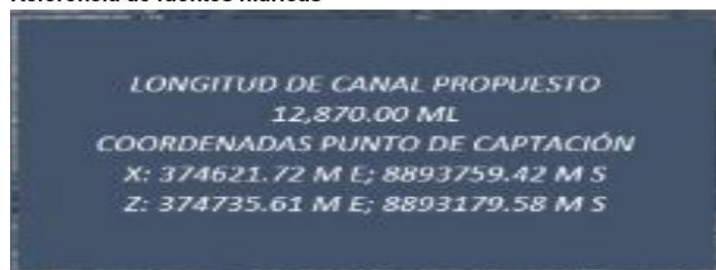 LONGITUD DE CANAL PROPUESTO
12,870.00 ML
COORDENADAS PUNTO DE CAPTACIÓN
X: 374621.72 M E; 8893759.42 M S
Z: 374735.61 M E; 8893179.58 M S